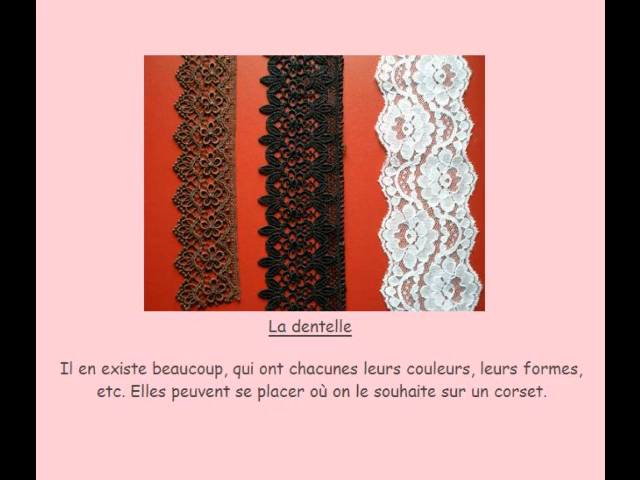 La dentelle
Il en existe beaucoup, qui ont chacunes leurs couleurs, leurs formes,
etc. Elles peuvent se placer où on le souhaite sur un corset.